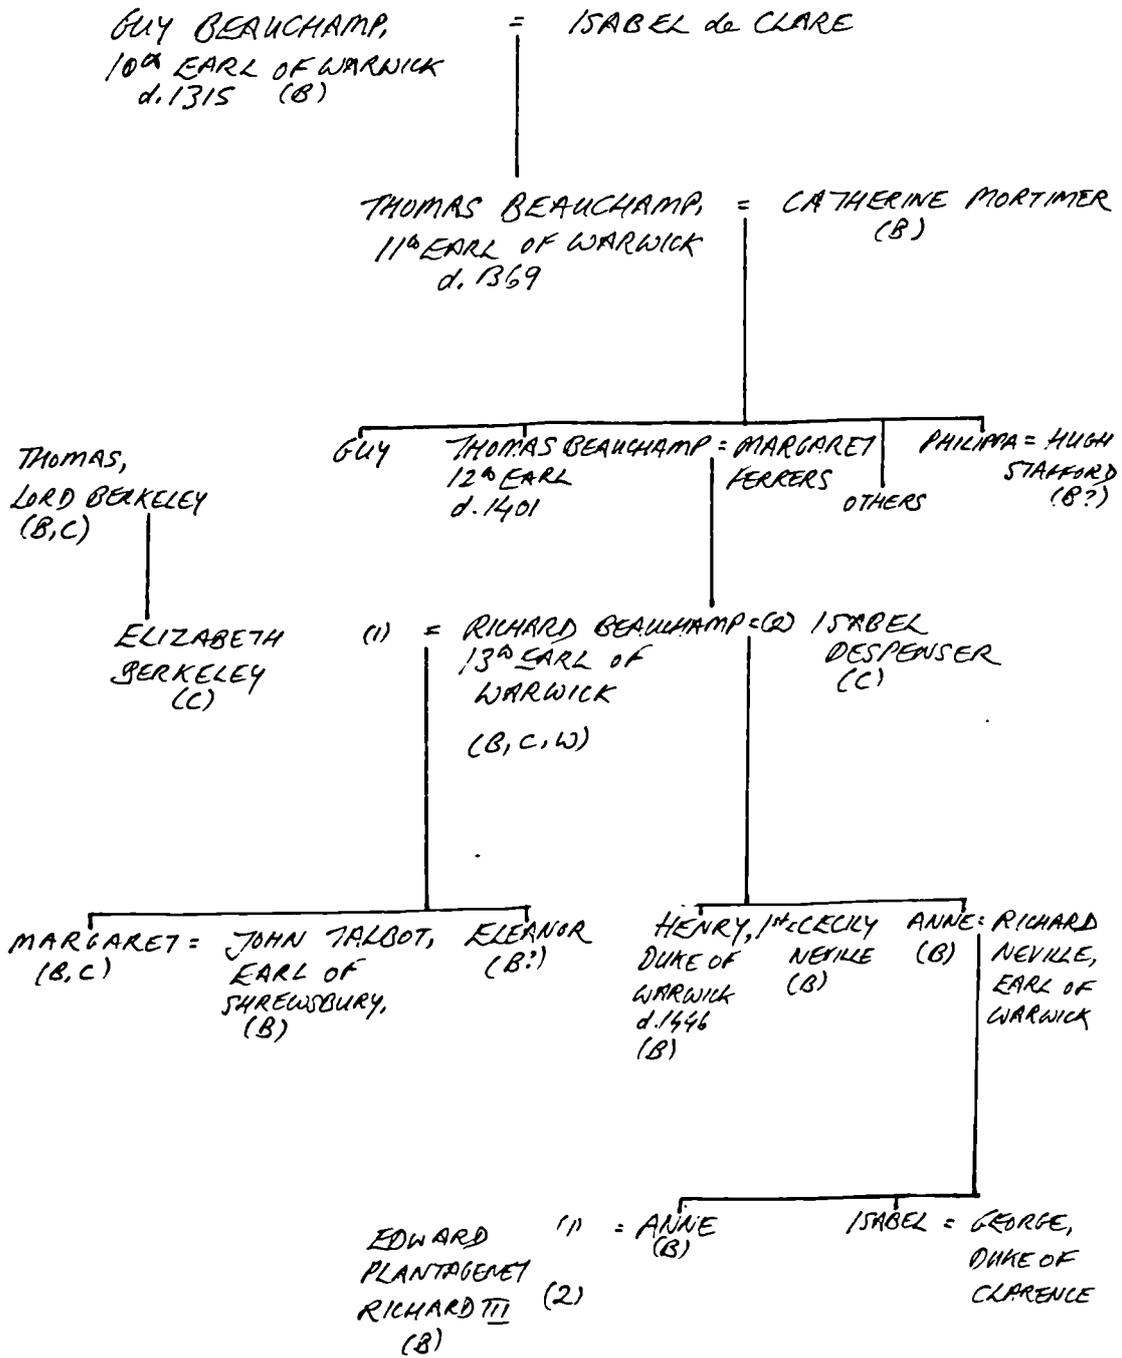 GUY BEAUCHAMP, = ISABEL de CLARE
10th EARL OF WARWICK
d.1315 (B)
THOMAS BEAUCHAMP, = CATHERINE MORTIMER
11th EARL OF WARWICK (B)
d.1369
GUY THOMAS BEAUCHAMP = MARGARET PHILIPPA = HUGH
12th EARL FERRERS STAFFORD
d.1401 OTHERS (B?)
THOMAS,
LORD BERKELEY
(B,C)
ELIZABETH (1) = RICHARD BEAUCHAMP = (2) ISABEL
BERKELEY 13th EARL OF DESPENSER
(C) WARWICK (C)
(B, C, W)
MARGARET = JOHN TALBOT, ELEANOR
(B,C) EARL OF (B?)
SHREWSBURY,
(B)
HENRY, 1st = CECILY ANNE = RICHARD
DUKE OF NEVILLE (B) NEVILLE,
WARWICK (B) EARL OF
d.1446 WARWICK
(B)
EDWARD (1) = ANNE ISABEL = GEORGE,
PLANTAGENET (B) DUKE OF
RICHARD III (2) CLARENCE
(B)